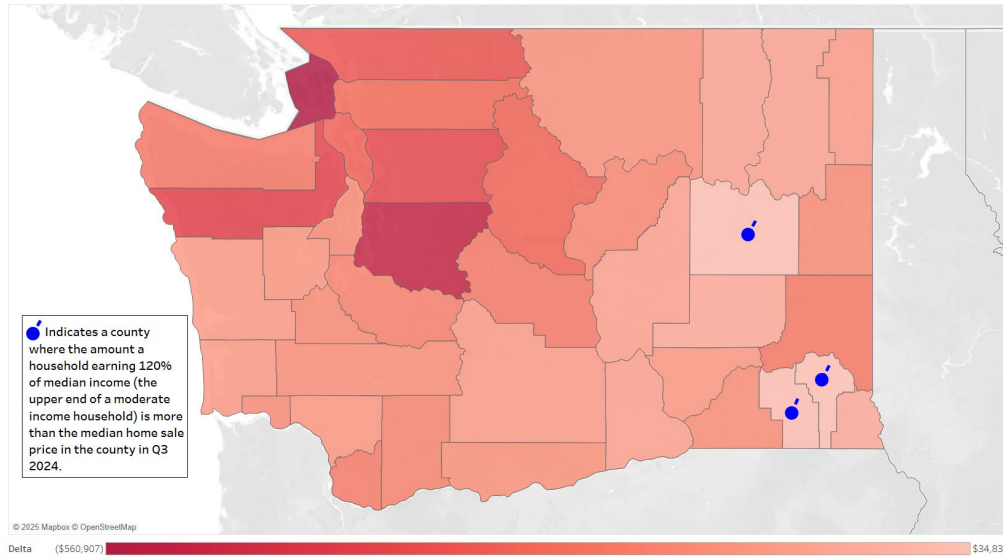 Indicates a county
where the amount a
household earning 120%
of median income (the
upper end of a moderate
income household) is more
than the median home sale
price in the county in Q3
2024.
© 2025 Mapbox © OpenStreetMap
Delta ($560,907) $34,83